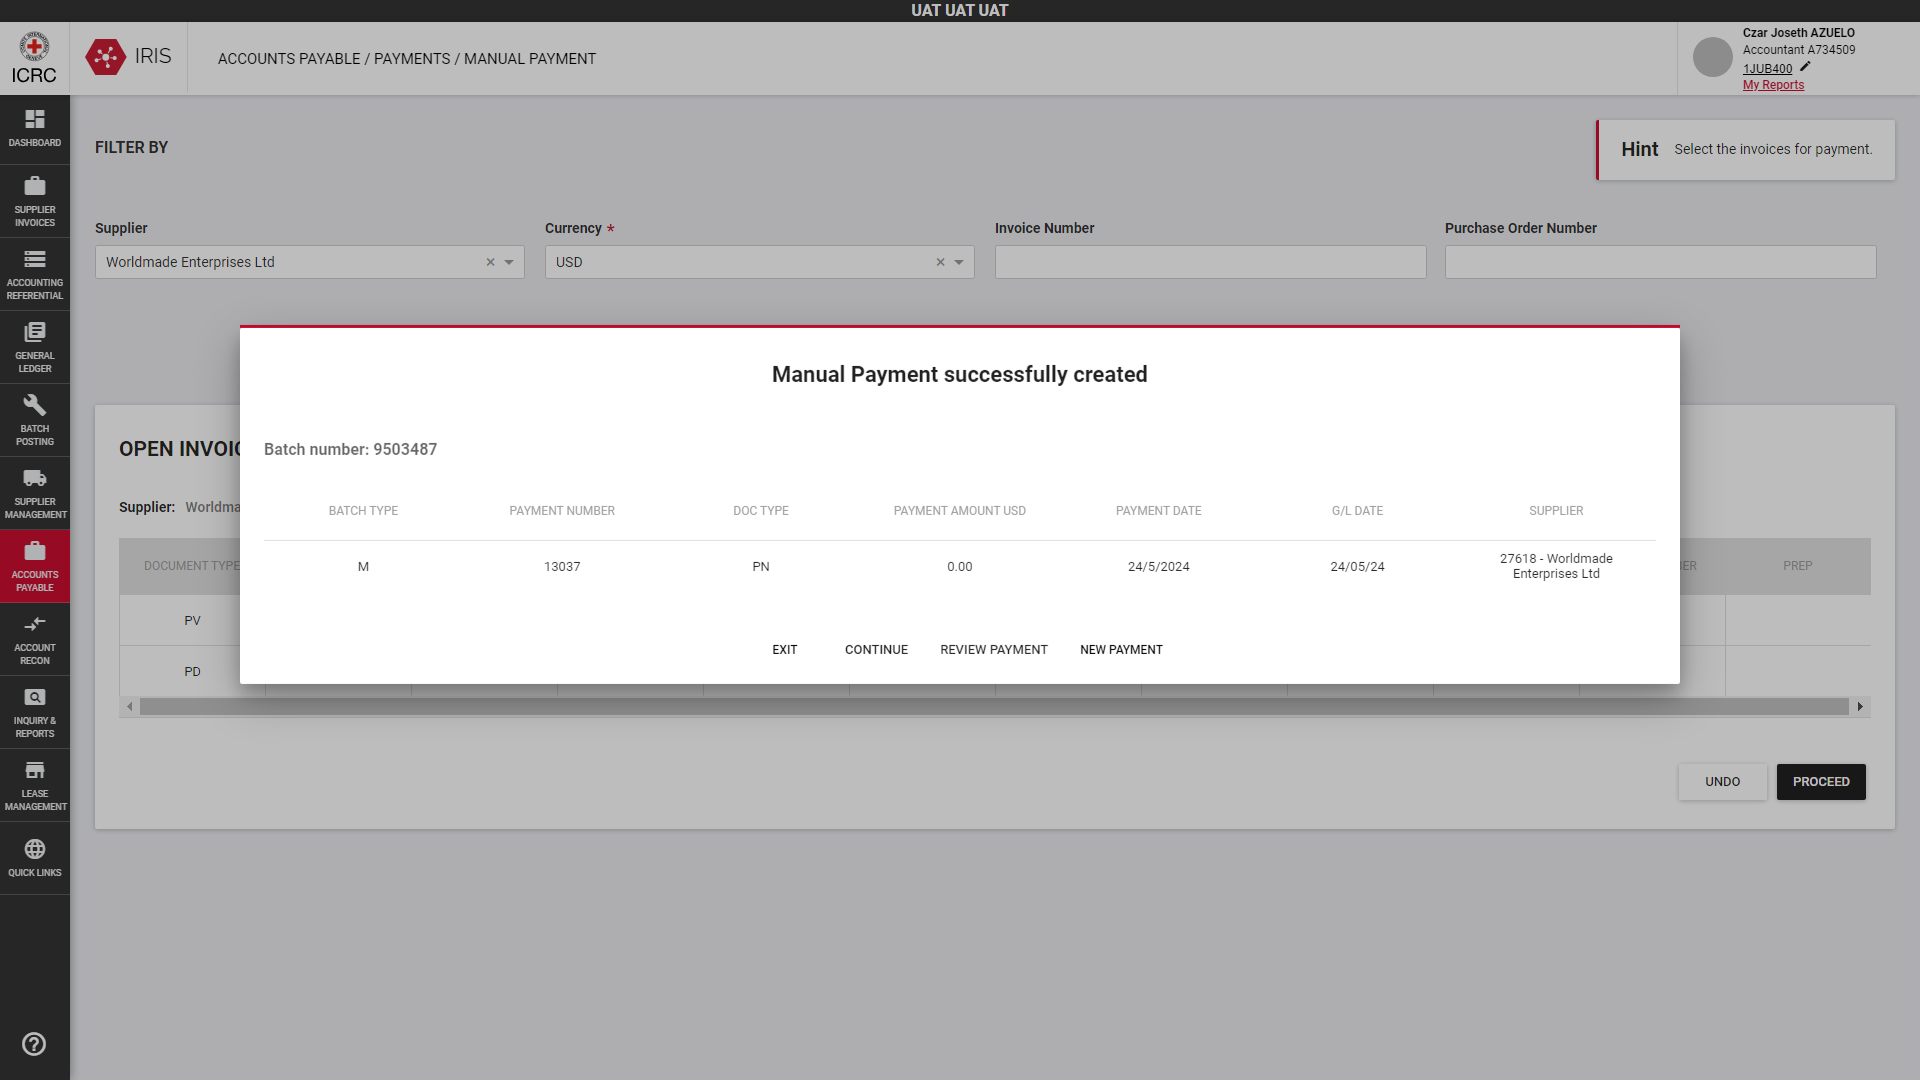 UAT UAT UAT
ICRC
IRIS
ACCOUNTS PAYABLE / PAYMENTS / MANUAL PAYMENT
Czar Joseth AZUELO
Accountant A734509
1JUB400
My Reports
DASHBOARD
SUPPLIER
INVOICES
ACCOUNTING
REFERENTIAL
GENERAL
LEDGER
BATCH
POSTING
SUPPLIER
MANAGEMENT
ACCOUNTS
PAYABLE
ACCOUNT
RECON
INQUIRY &
REPORTS
LEASE
MANAGEMENT
QUICK LINKS
FILTER BY
Hint Select the invoices for payment.
Supplier Currency * Invoice Number Purchase Order Number
Worldmade Enterprises Ltd USD
Manual Payment successfully created
Batch number: 9503487
BATCH TYPE PAYMENT NUMBER DOC TYPE PAYMENT AMOUNT USD PAYMENT DATE G/L DATE SUPPLIER
M 13037 PN 0.00 24/5/2024 24/05/24 27618 - Worldmade
Enterprises Ltd
EXIT CONTINUE REVIEW PAYMENT NEW PAYMENT
OPEN INVOIC
Supplier: Worldma
DOCUMENT TYPE BER PREP
PV
PD
UNDO PROCEED